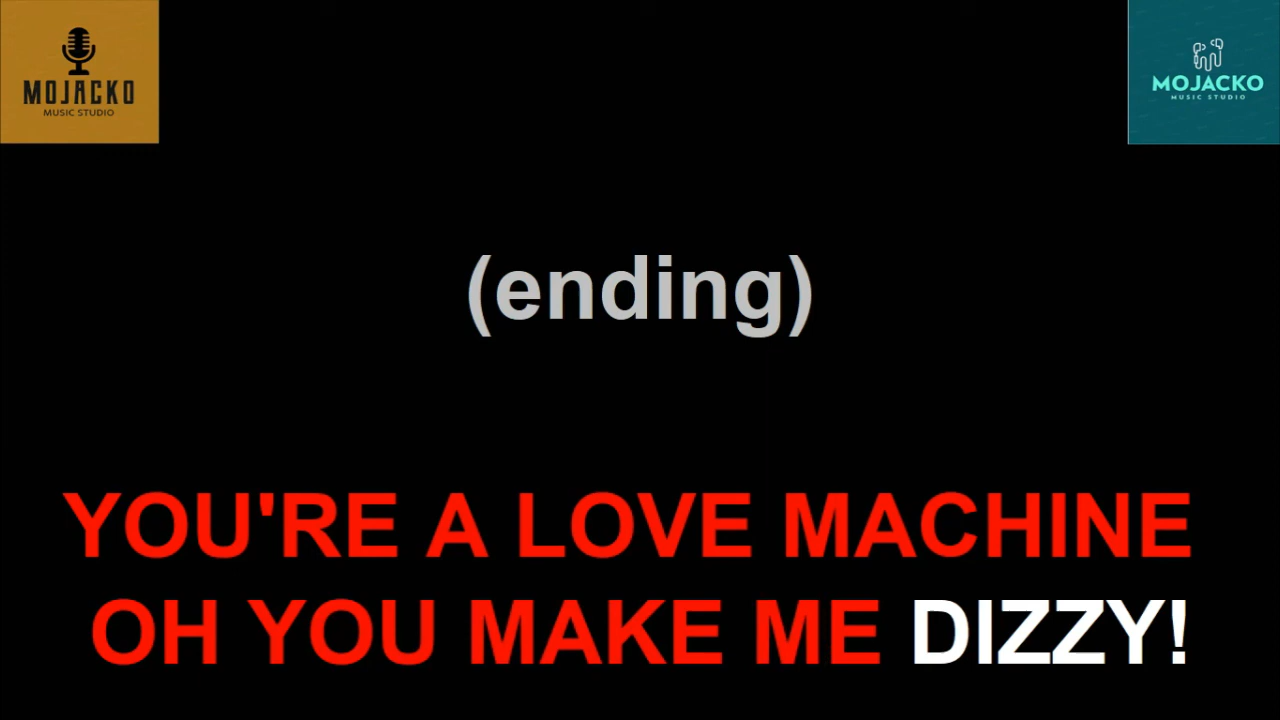 MOJACKO
MUSIC STUDIO
MOJACKO
MUSIC STUDIO
(ending)
YOU'RE A LOVE MACHINE
OH YOU MAKE ME DIZZY!